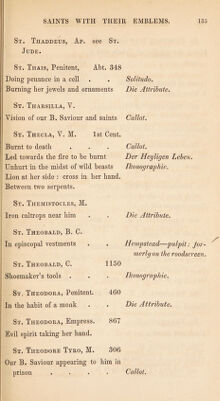 SAINTS WITH THEIR EMBLEMS. 135
ST. THADDEUS, Ap. see ST.
JUDE.
ST. THAIS, Penitent, Abt. 348
Doing penance in a cell . . Solitudo.
Burning her jewels and ornaments Die Attribute.
ST. THARSILLA, V.
Vision of our B. Saviour and saints Callot.
ST. THECLA, V. M. 1st Cent.
Burnt to death . . Callot.
Led towards the fire to be burnt Der Heyligen Leben.
Unhurt in the midst of wild beasts Ikonographie.
Lion at her side: cross in her hand.
Between two serpents.
ST. THEMISTOCLES, M.
Iron caltrops near him . . Die Attribute.
ST. THEOBALD, B. C.
In episcopal vestments . . Hempstead—pulpit: for-
merly on the roodscreen.
ST. THEOBALD, C. 1150
Shoemaker's tools . . Ikonographie.
ST. THEODORA, Penitent. 460
In the habit of a monk . . Die Attribute.
ST. THEODORA, Empress. 867
Evil spirit taking her hand.
ST. THEODORE TYRO, M. 306
Our B. Saviour appearing to him in
prison . . . Callot.